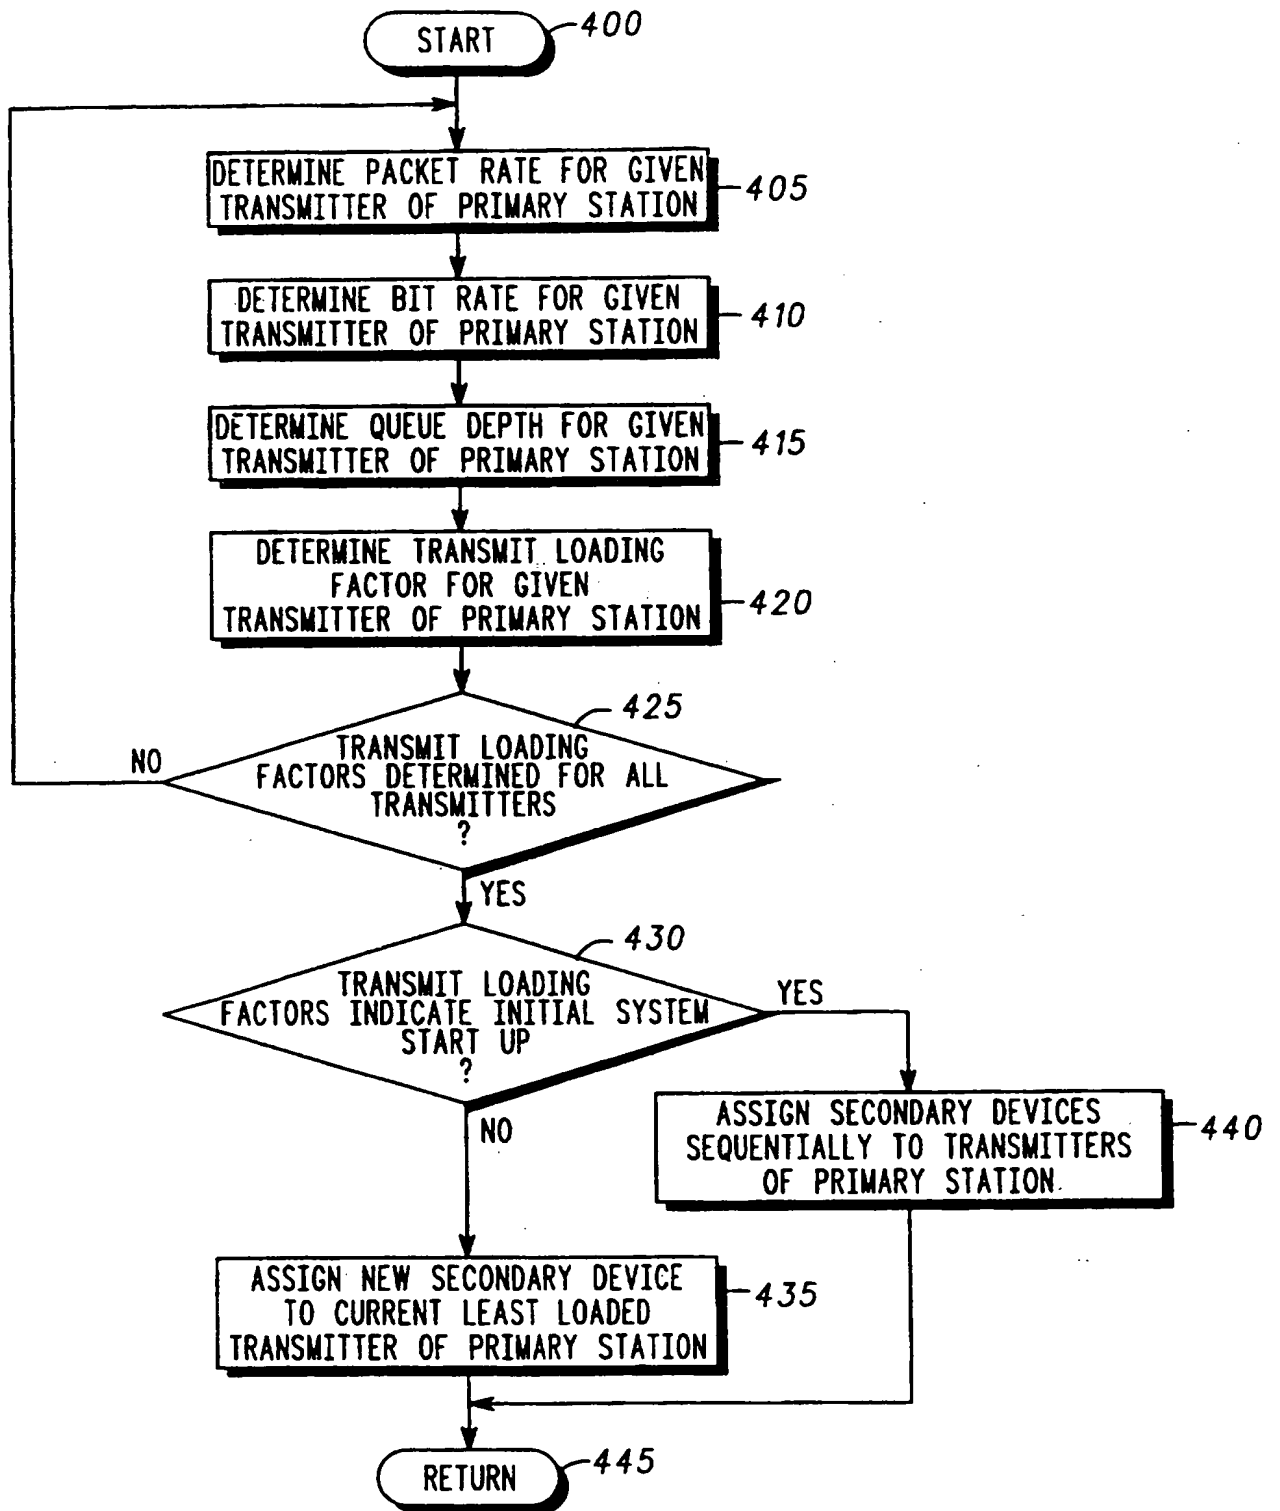 START
400
DETERMINE PACKET RATE FOR GIVEN
TRANSMITTER OF PRIMARY STATION
405
DETERMINE BIT RATE FOR GIVEN
TRANSMITTER OF PRIMARY STATION
410
DETERMINE QUEUE DEPTH FOR GIVEN
TRANSMITTER OF PRIMARY STATION
415
DETERMINE TRANSMIT LOADING
FACTOR FOR GIVEN
TRANSMITTER OF PRIMARY STATION
420
425
TRANSMIT LOADING
FACTORS DETERMINED FOR ALL
TRANSMITTERS
?
NO
YES
430
TRANSMIT LOADING
FACTORS INDICATE INITIAL SYSTEM
START UP
?
YES
NO
ASSIGN SECONDARY DEVICES
SEQUENTIALLY TO TRANSMITTERS
OF PRIMARY STATION.
440
ASSIGN NEW SECONDARY DEVICE
TO CURRENT LEAST LOADED
TRANSMITTER OF PRIMARY STATION
435
RETURN
445